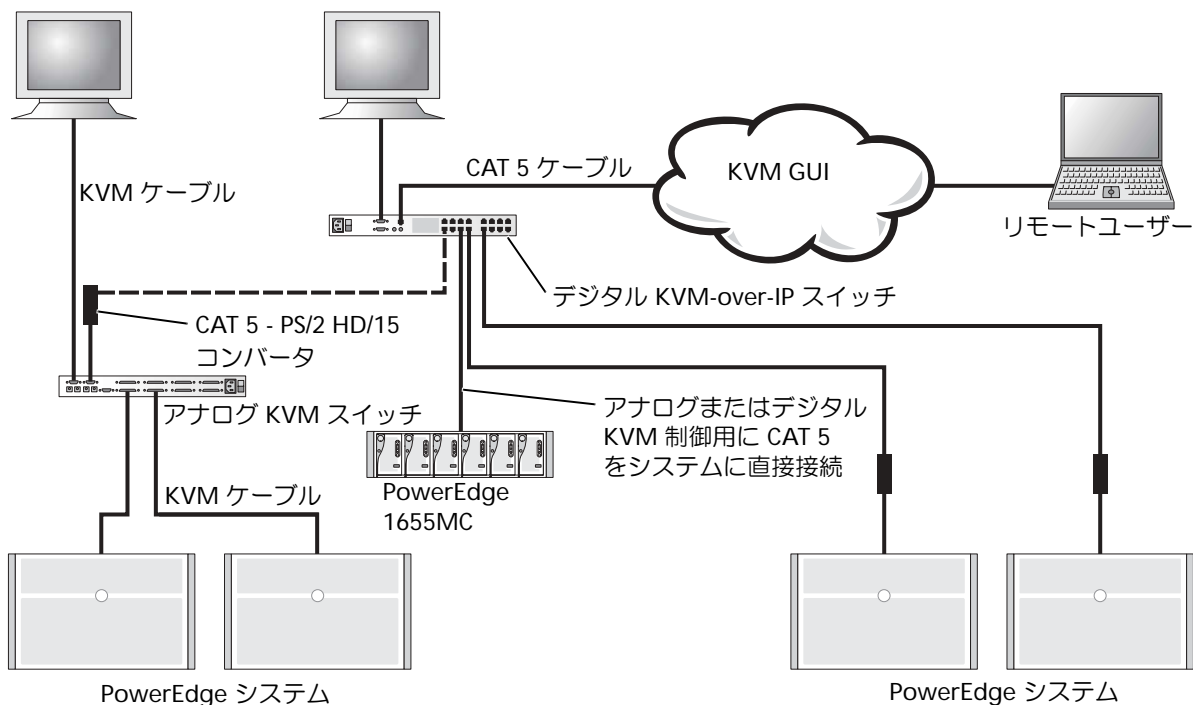 CAT 5 ケーブル
KVM GUI
KVM ケーブル
リモートユーザー
デジタル KVM-over-IP スイッチ
CAT 5 - PS/2 HD/15
コンバータ
アナログ KVM スイッチ
アナログまたはデジタル
KVM 制御用に CAT 5
をシステムに直接接続
PowerEdge
1655MC
KVM ケーブル
PowerEdge システム
PowerEdge システム